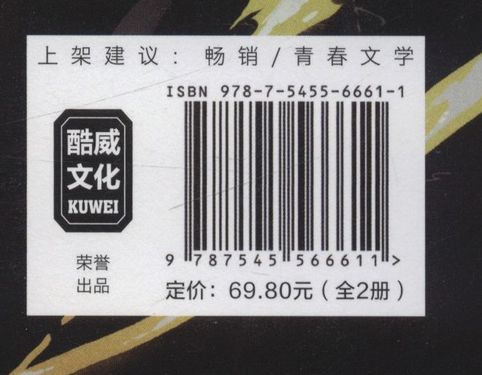 上架建议：畅销/青春文学
ISBN 978-7-5455-6661-1
酷威
文化
KUWEI
荣誉
出品
9 787545 566611 >
定价：69.80元（全2册）